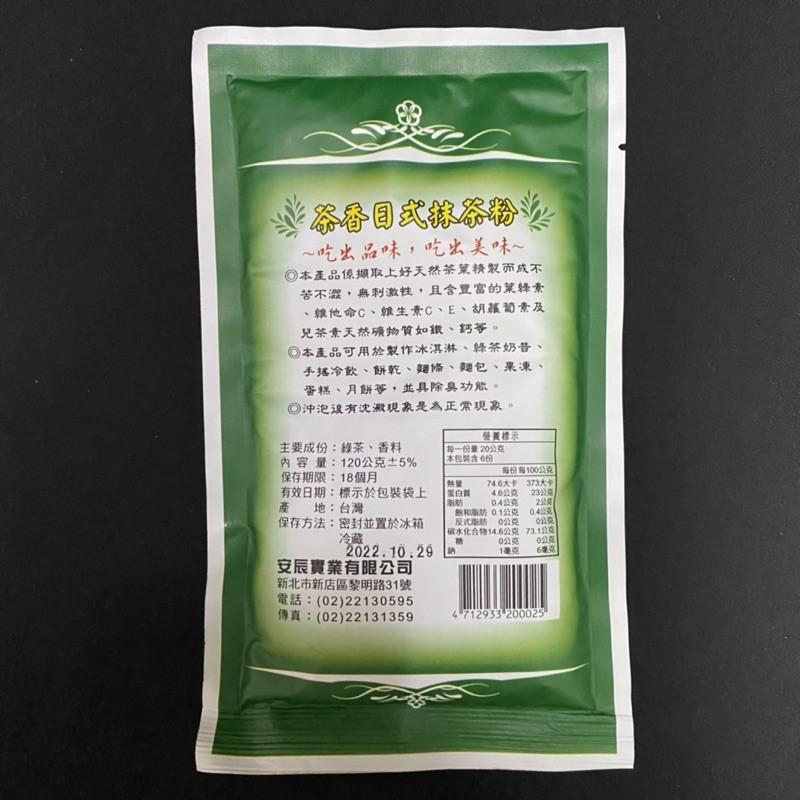 茶香日式抹茶粉
~吃出品味，吃出美味~
◎本產品係擷取上好天然茶葉精製而成不
苦不澀，無刺激性，且含豐富的葉綠素
、維他命C、維生素C、E、胡蘿蔔素及
兒茶素天然礦物質如鐵、鈣等。
◎本產品可用於製作冰淇淋、綠茶奶昔、
手搖冷飲、餅乾、麵條、麵包、果凍、
蛋糕、月餅等，並具除臭功能。
◎沖泡後有沈澱現象是為正常現象。
主要成份：綠茶、香料
內 容 量：120公克±5%
保存期限：18個月
有效日期：標示於包裝袋上
產　　地：台灣
保存方法：密封並置於冰箱
冷藏
2022.10.29
安辰實業有限公司
新北市新店區黎明路31號
電話：(02)22130595
傳真：(02)22131359
營養標示
每一份量 20公克
本包裝含 6份
每份 每100公克
熱量 74.6大卡 373大卡
蛋白質 4.6公克 23公克
脂肪 0.4公克 2公克
飽和脂肪 0.1公克 0.4公克
反式脂肪 0公克 0公克
碳水化合物14.6公克 73.1公克
糖 0公克 0公克
鈉 1毫克 6毫克
4 712933 200025